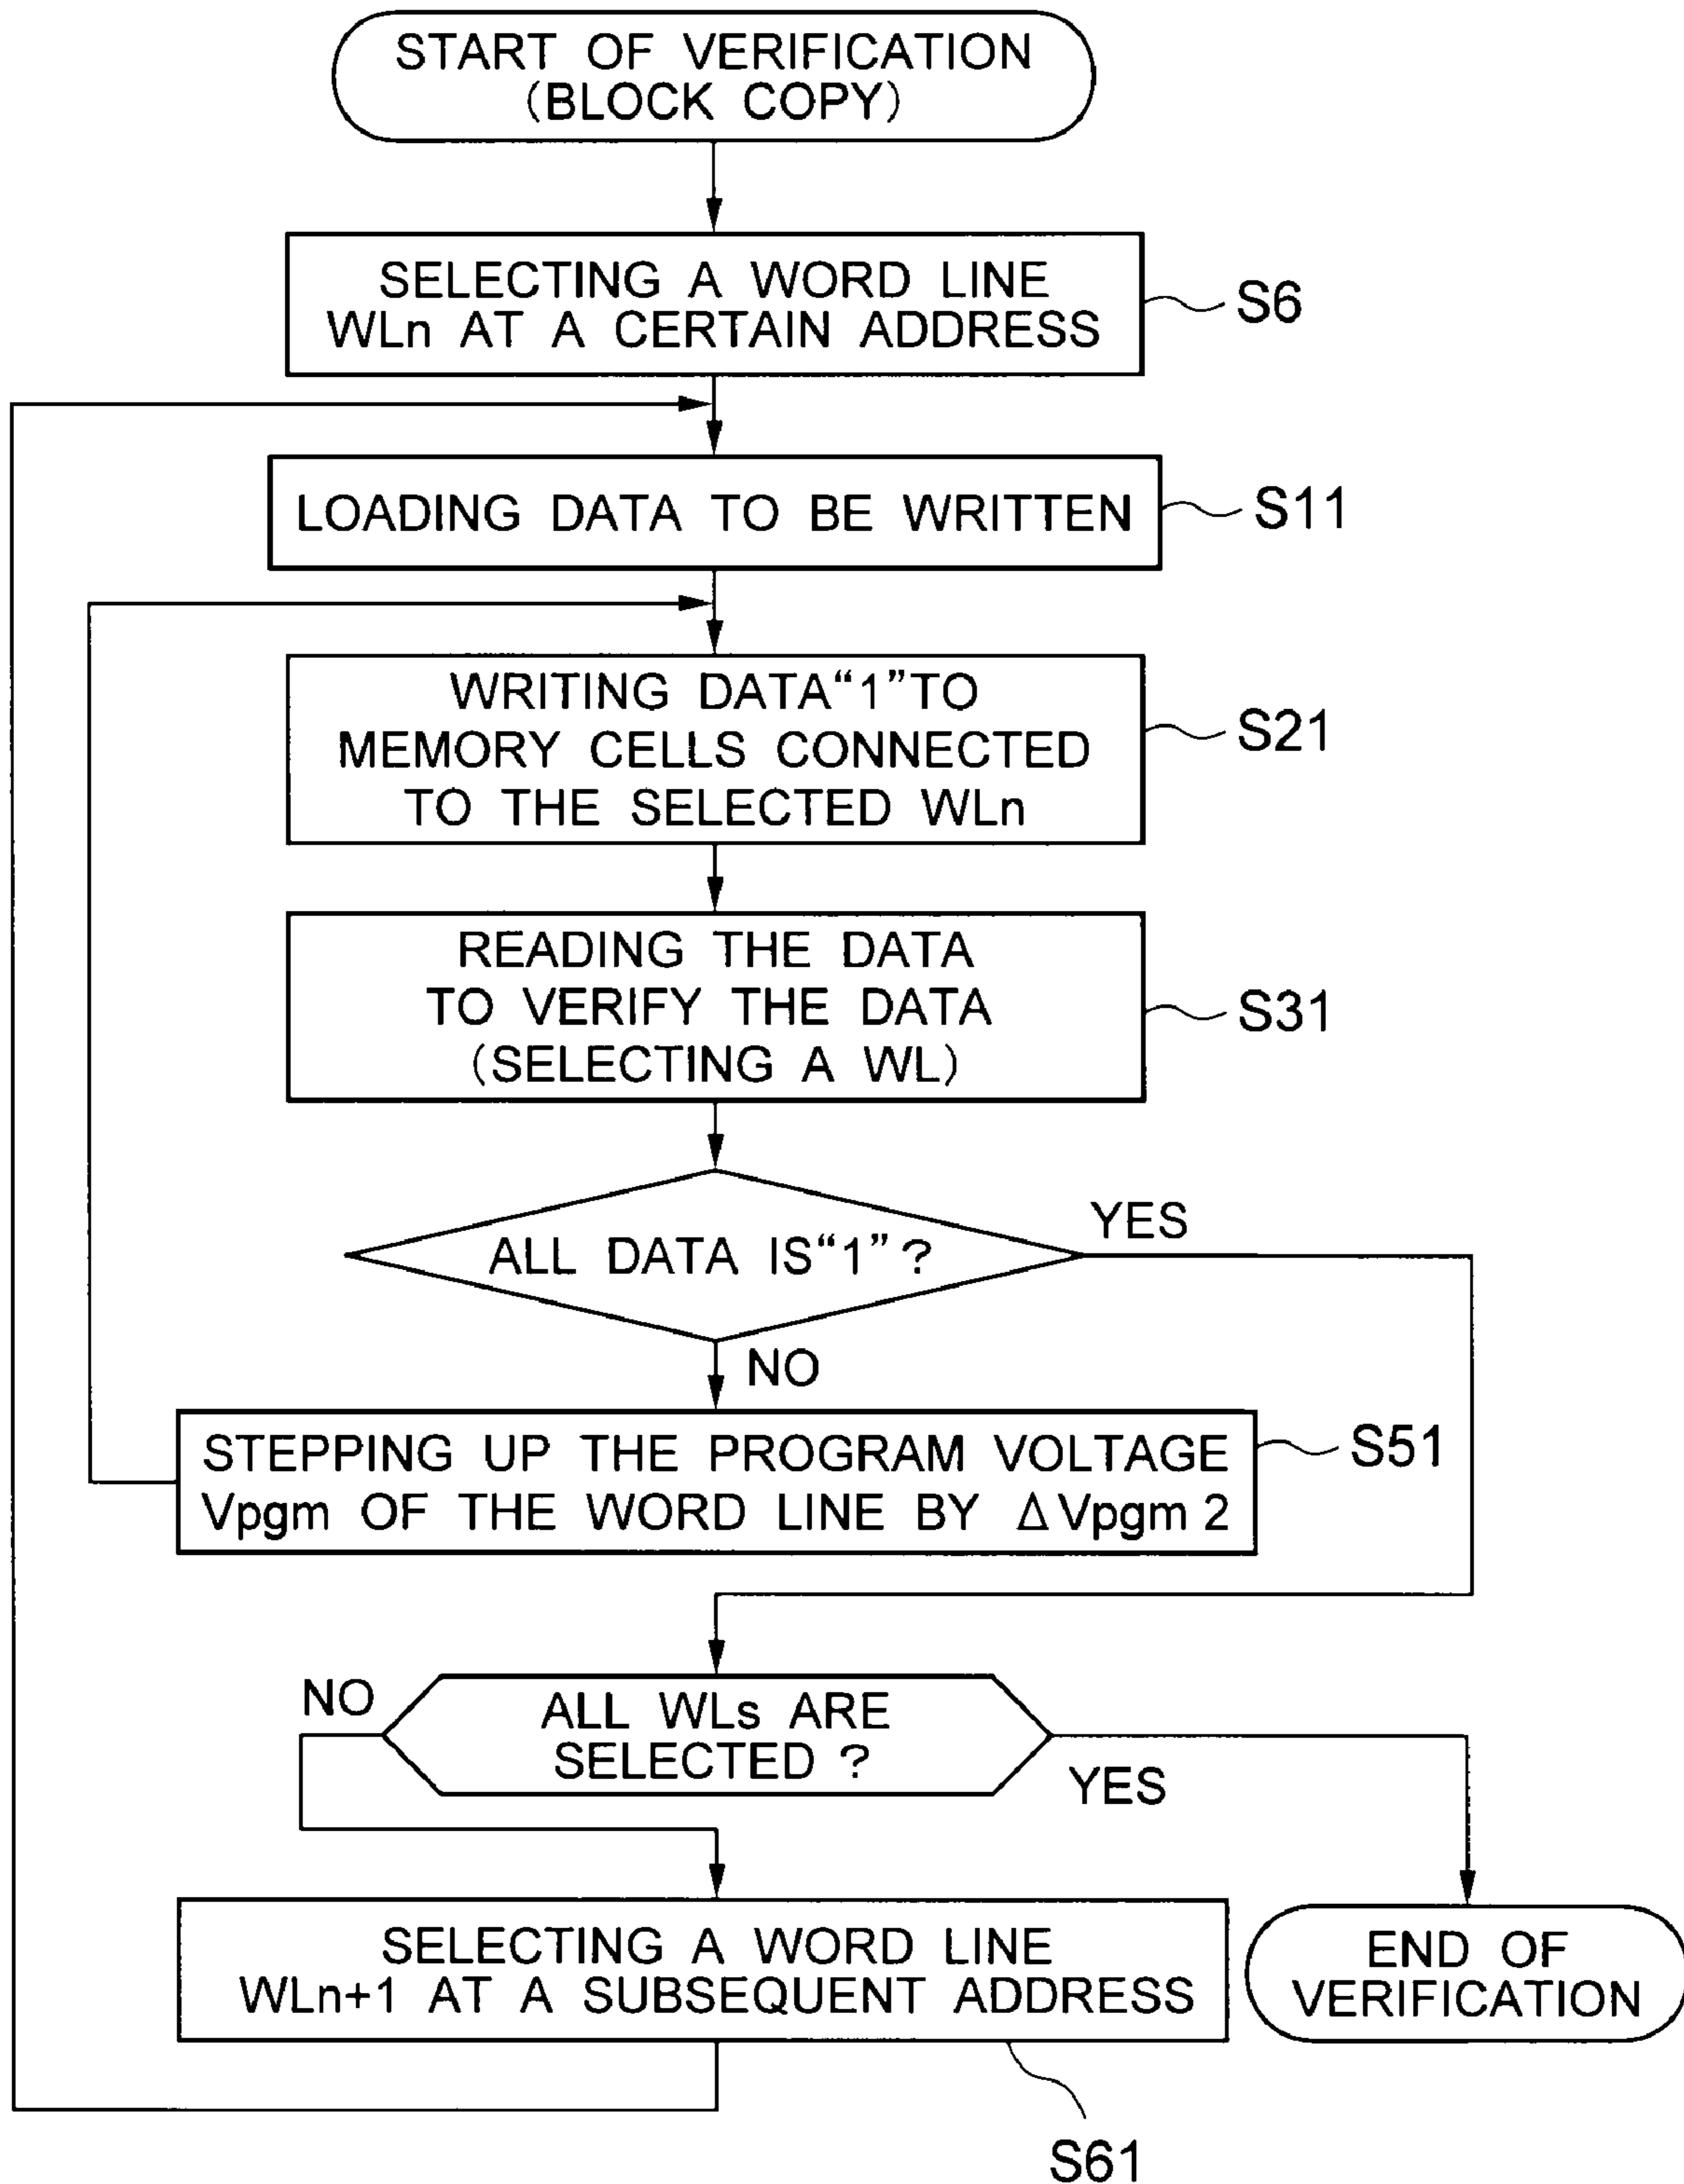 START OF VERIFICATION
(BLOCK COPY)
SELECTING A WORD LINE
WLn AT A CERTAIN ADDRESS
S6
LOADING DATA TO BE WRITTEN
S11
WRITING DATA“1”TO
MEMORY CELLS CONNECTED
TO THE SELECTED WLn
S21
READING THE DATA
TO VERIFY THE DATA
(SELECTING A WL)
S31
ALL DATA IS“1”?
YES
NO
STEPPING UP THE PROGRAM VOLTAGE
Vpgm OF THE WORD LINE BY ΔVpgm 2
S51
ALL WLs ARE
SELECTED ?
NO
YES
SELECTING A WORD LINE
WLn+1 AT A SUBSEQUENT ADDRESS
S61
END OF
VERIFICATION